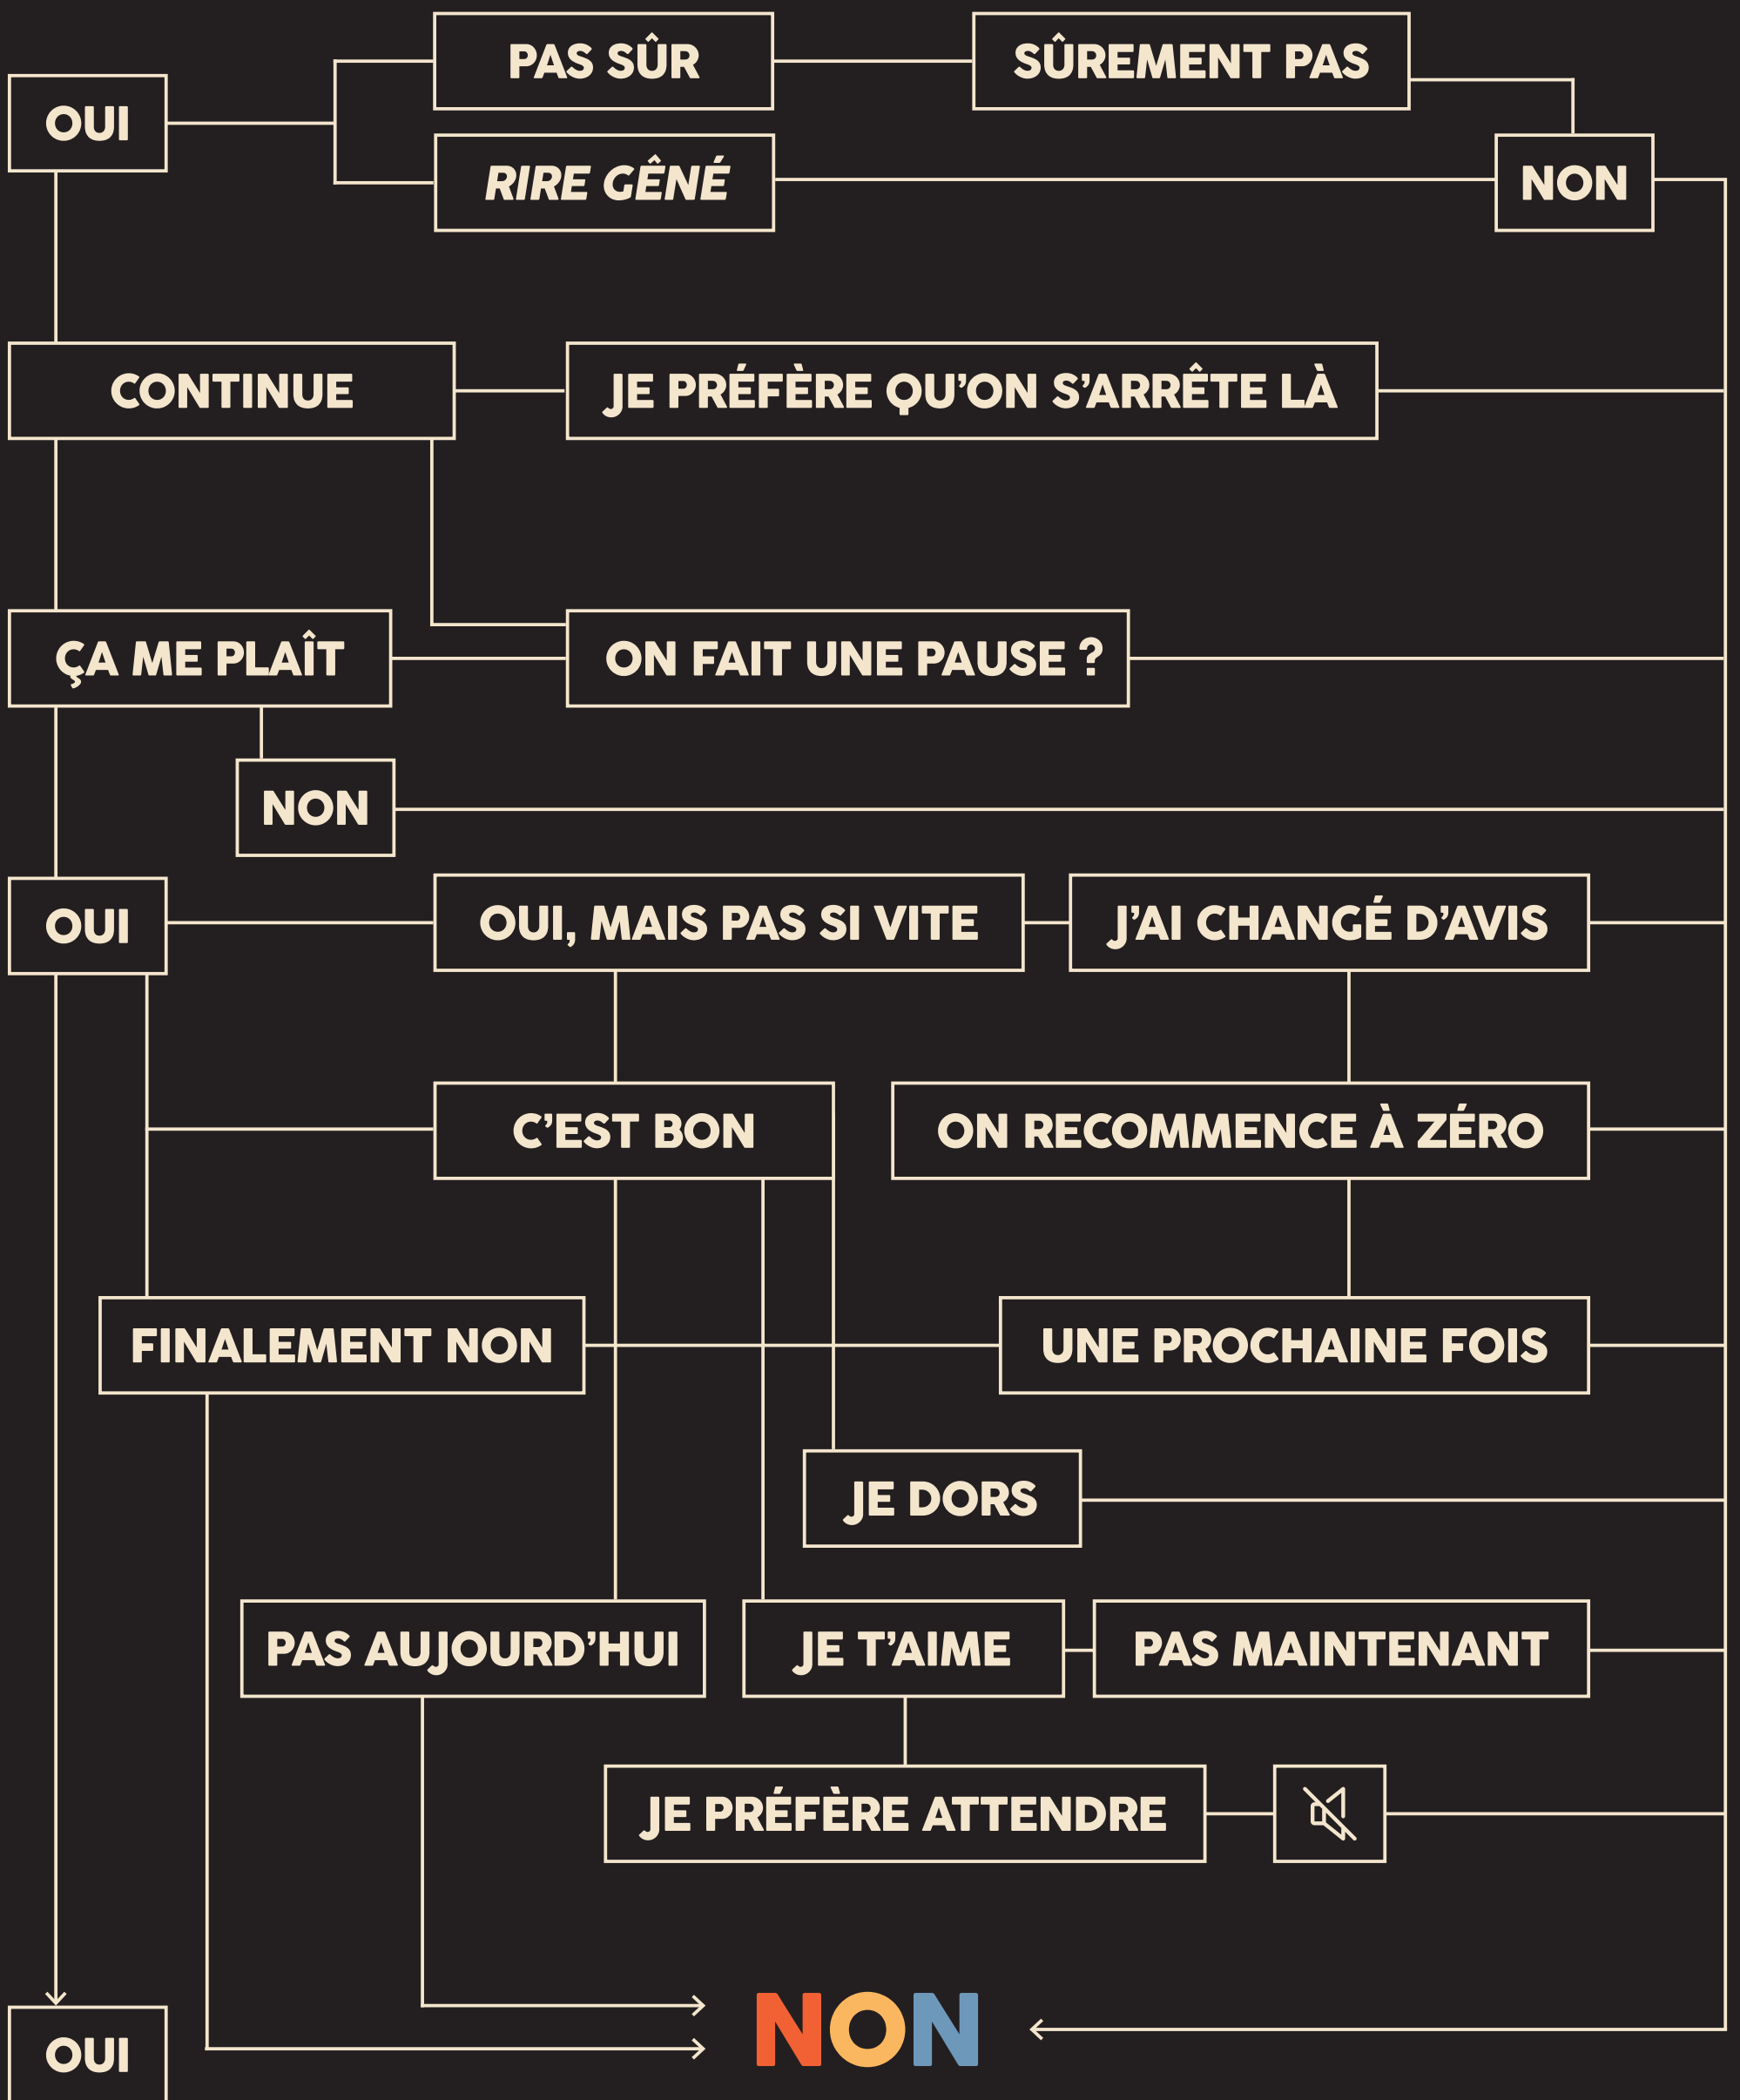 PAS SÛR
SÛREMENT PAS
OUI
RIRE GÊNÉ
NON
CONTINUE
JE PRÉFÈRE QU'ON S'ARRÊTE LÀ
ÇA ME PLAÎT
ON FAIT UNE PAUSE ?
NON
OUI
OUI, MAIS PAS SI VITE
J'AI CHANGÉ D'AVIS
C'EST BON
ON RECOMMENCE À ZÉRO
FINALEMENT NON
UNE PROCHAINE FOIS
JE DORS
PAS AUJOURD'HUI
JE T'AIME
PAS MAINTENANT
JE PRÉFÈRE ATTENDRE
NON
OUI